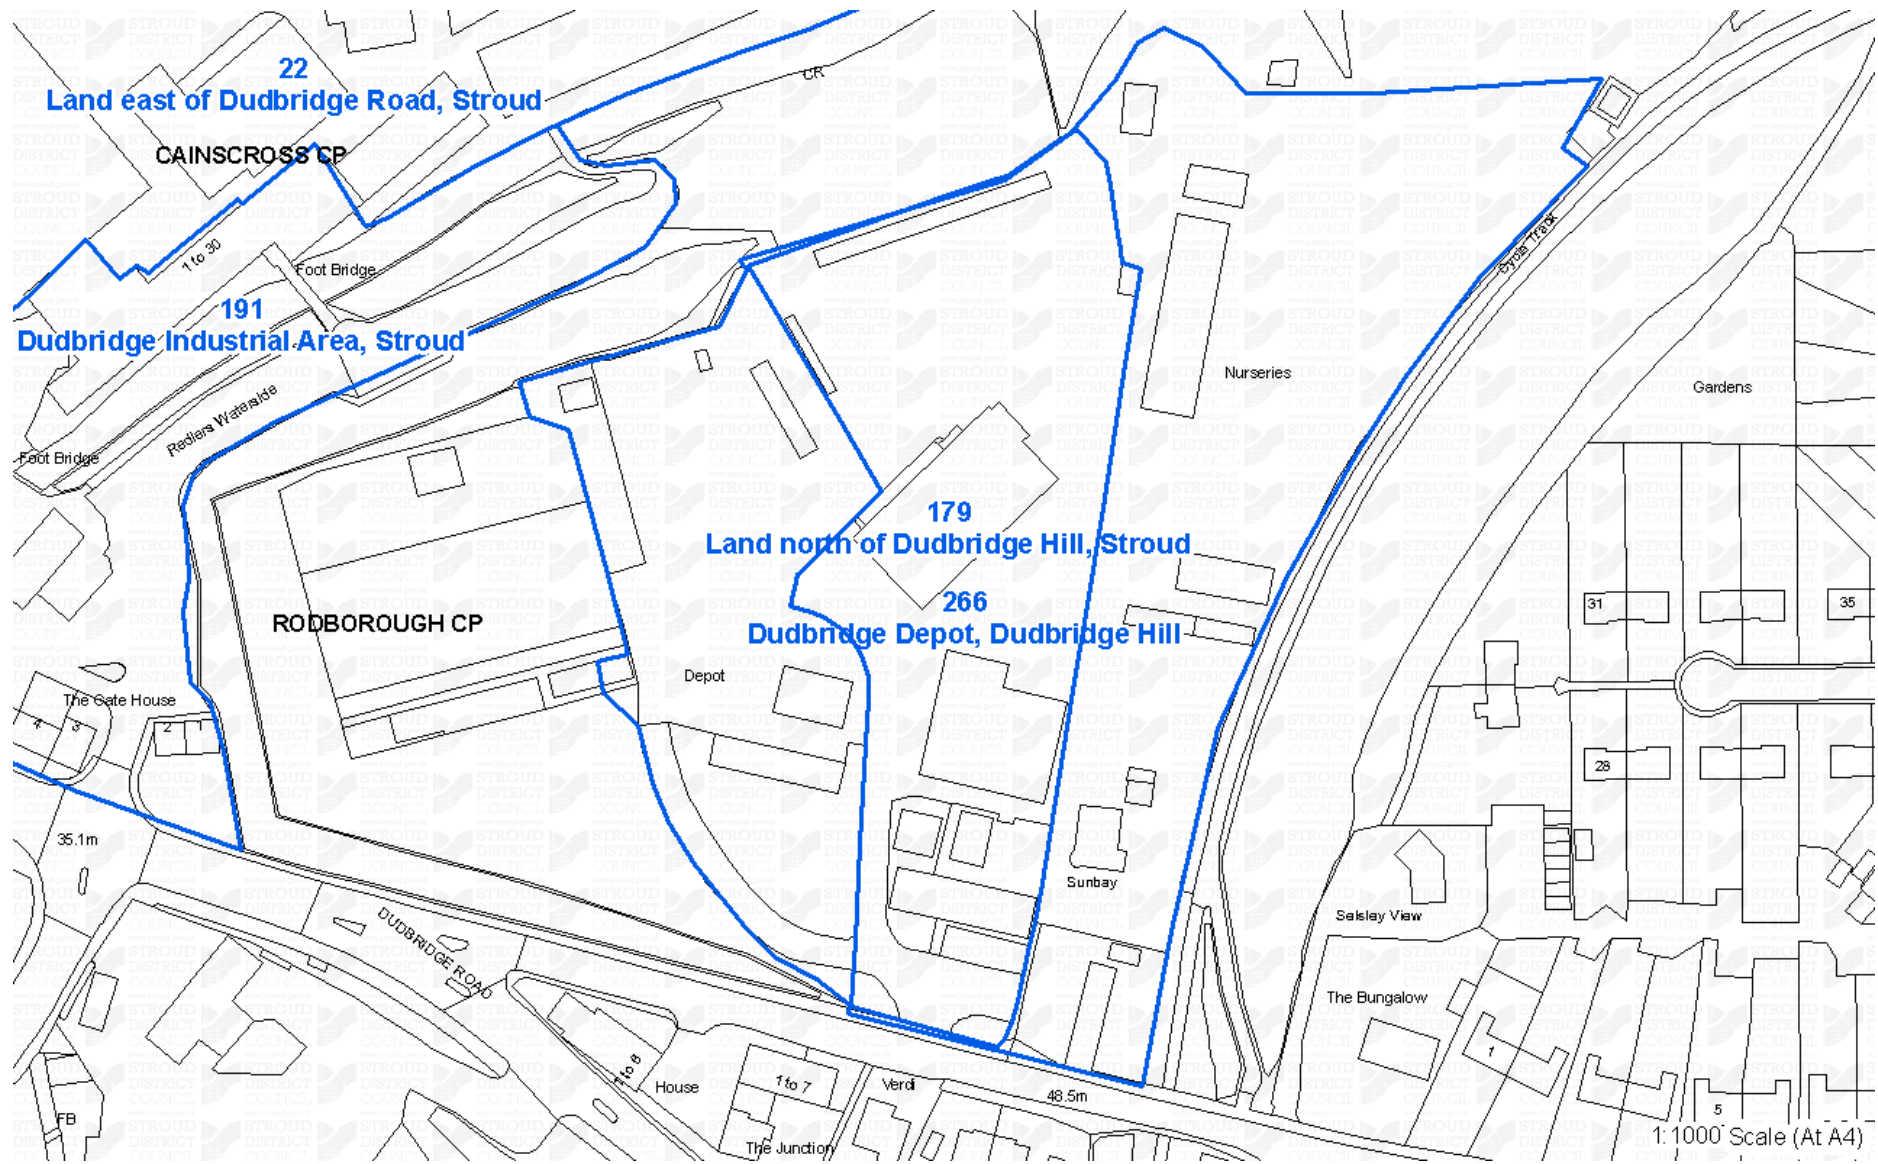 22
Land east of Dudbridge Road, Stroud
CR
CAINSCROSS CP
1 to 30
Foot Bridge
Cycle Track
191
Dudbridge Industrial Area, Stroud
Nurseries
Gardens
Redlers Waterside
Foot Bridge
179
Land north of Dudbridge Hill, Stroud
266
Dudbridge Depot, Dudbridge Hill
31
35
RODBOROUGH CP
Depot
The Gate House
4
3
2
1
28
35.1m
Sunbay
Selsley View
DUDBRIDGE ROAD
The Bungalow
1
House
1 to 7
Verdi
48.5m
5
FB
The Junction
1:1000 Scale (At A4)
STROUD
DISTRICT
COUNCIL